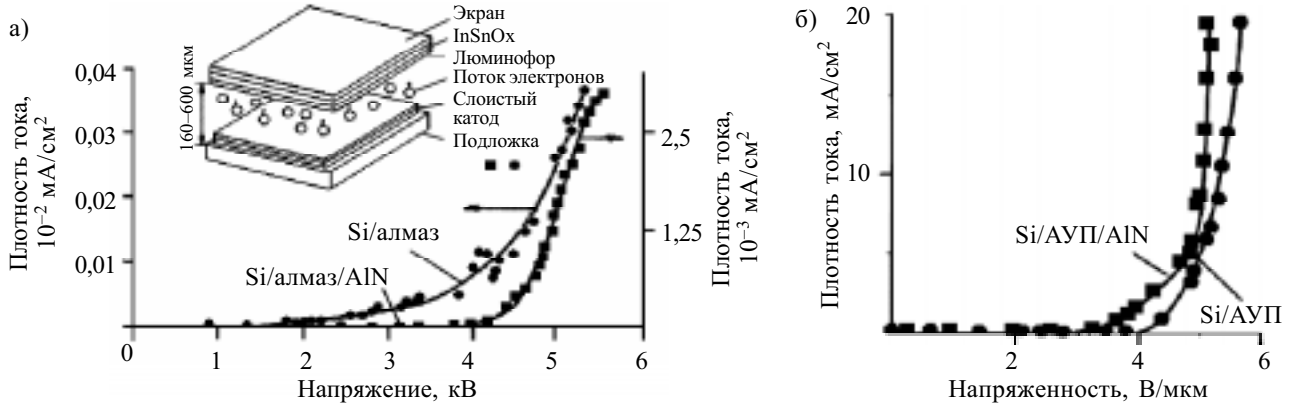 а)
Экран
InSnOx
Люминофор
Поток электронов
Слоистый
катод
Подложка
160–600 мкм
Плотность тока,
10⁻² мА/см²
0,04
0,03
0,02
0,01
0
Si/алмаз
Si/алмаз/AlN
2,5
1,25
Плотность тока,
10⁻³ мА/см²
0 1 2 3 4 5 6
Напряжение, кВ
б)
Плотность тока, мА/см²
20
10
Si/АУП/AlN
Si/АУП
2 4 6
Напряженность, В/мкм